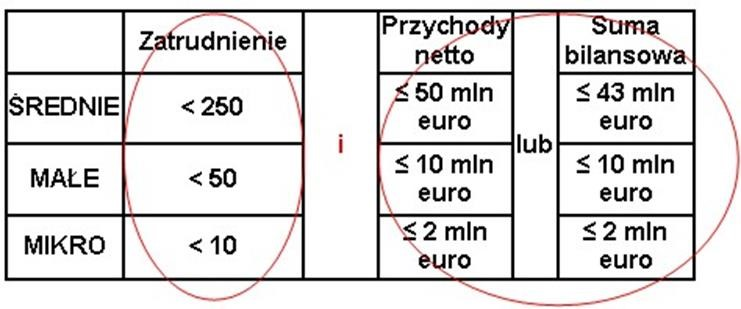 Zatrudnienie
Przychody
netto
Suma
bilansowa
ŚREDNIE
< 250
≤ 50 mln
euro
≤ 43 mln
euro
i
lub
MAŁE
< 50
≤ 10 mln
euro
≤ 10 mln
euro
MIKRO
< 10
≤ 2 mln
euro
≤ 2 mln
euro